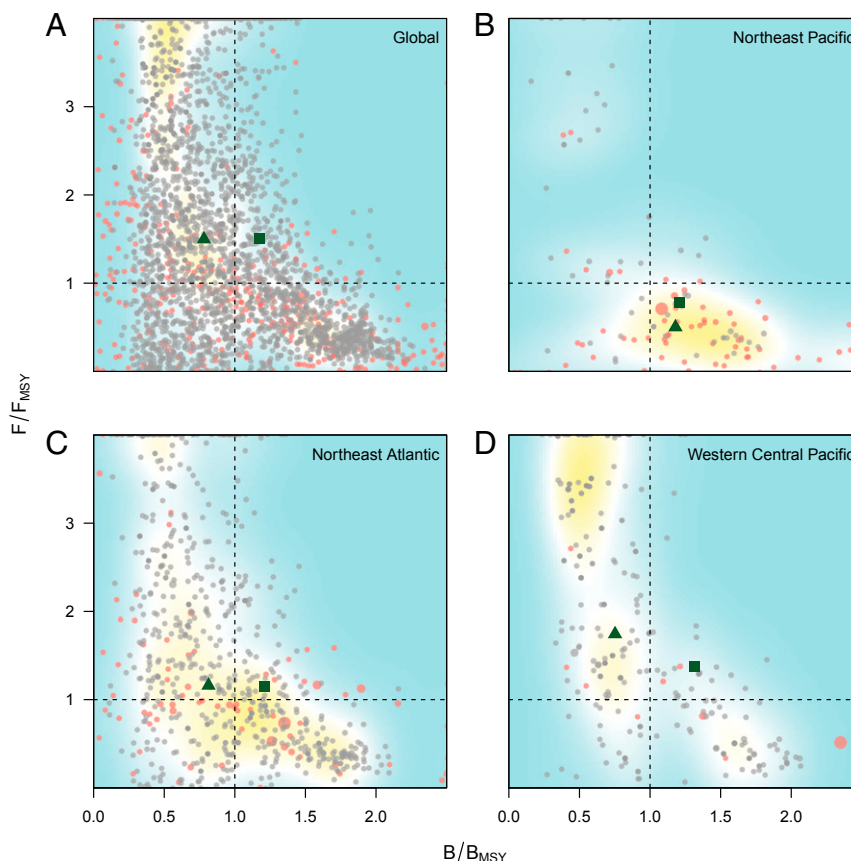 A
Global
B
Northeast Pacific
3
2
1
F/FMSY
C
Northeast Atlantic
D
Western Central Pacific
3
2
1
0.0 0.5 1.0 1.5 2.0
0.0 0.5 1.0 1.5 2.0
B/BMSY